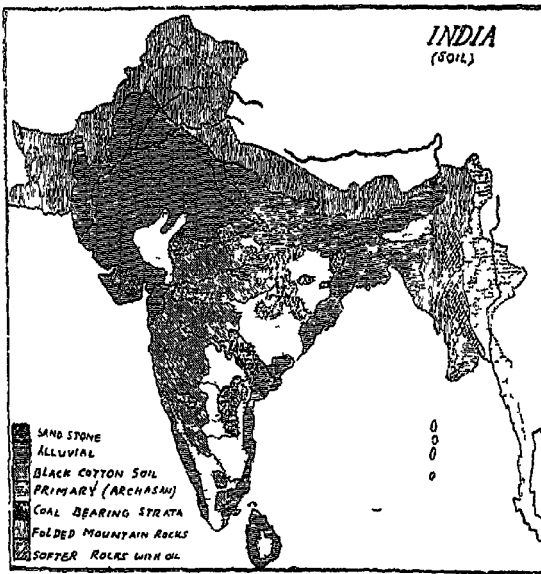 INDIA
(SOIL)
SAND STONE
ALLUVIAL
BLACK COTTON SOIL
PRIMARY (ARCHASAN)
COAL BEARING STRATA
FOLDED MOUNTAIN ROCKS
SOFTER ROCKS WITH OIL